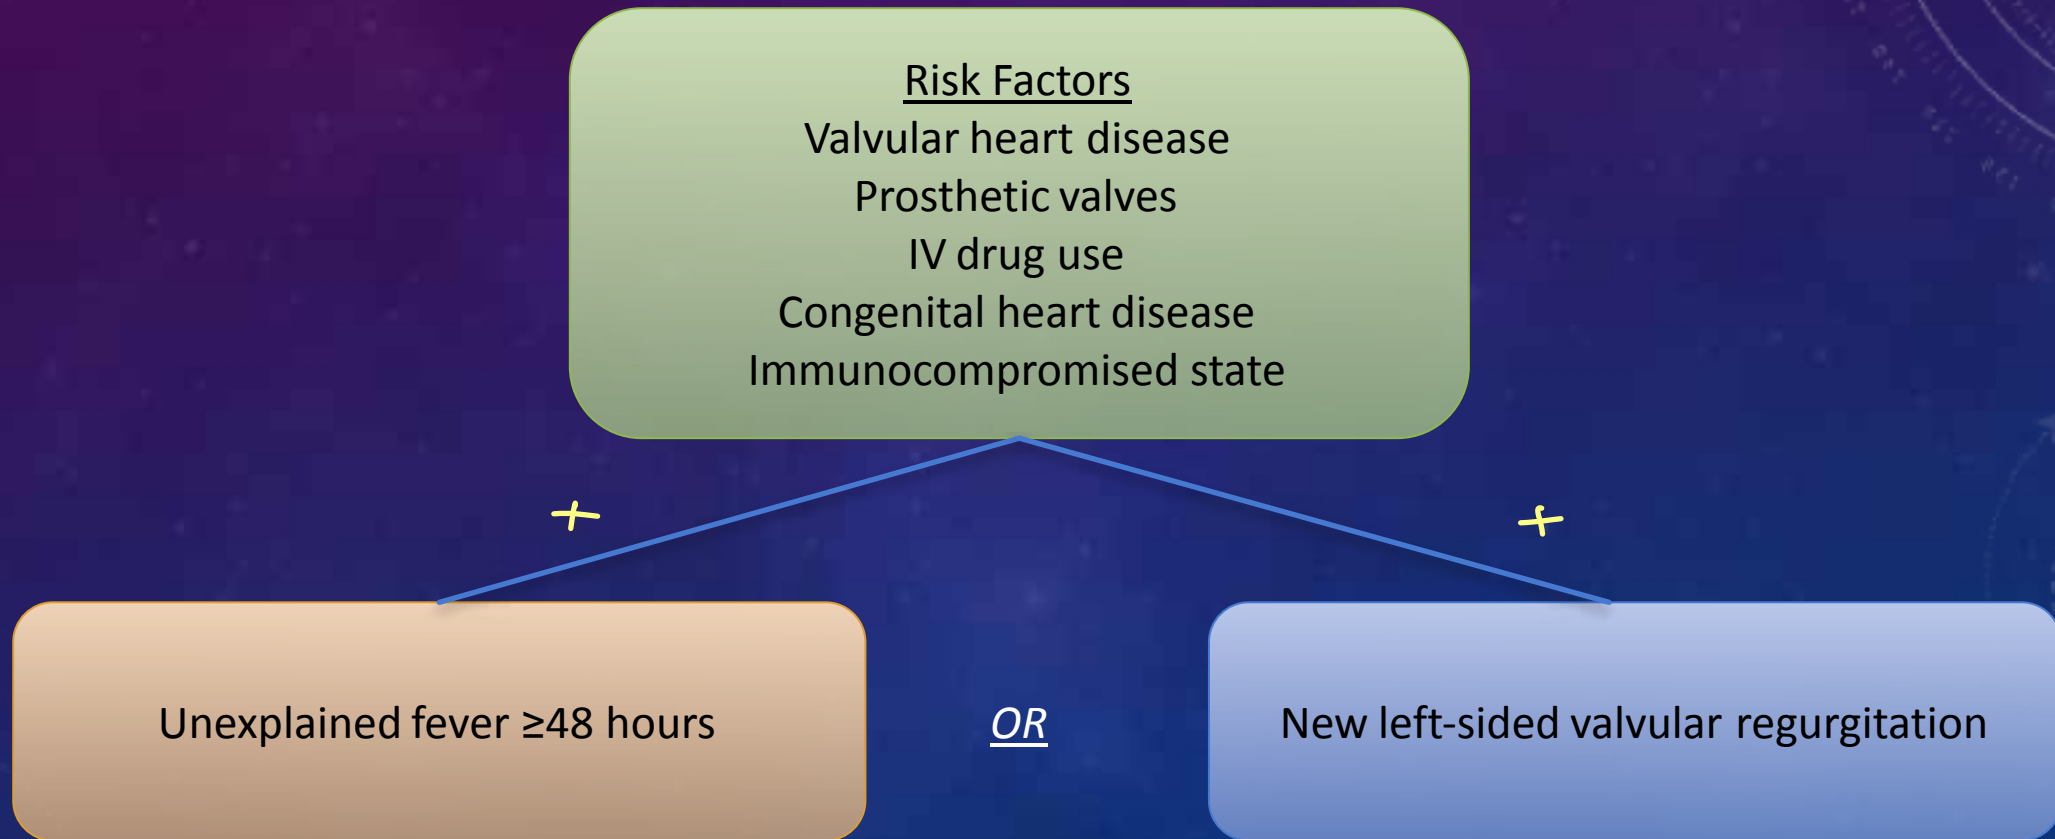 Risk Factors
Valvular heart disease
Prosthetic valves
IV drug use
Congenital heart disease
Immunocompromised state
+
+
Unexplained fever ≥48 hours
OR
New left-sided valvular regurgitation